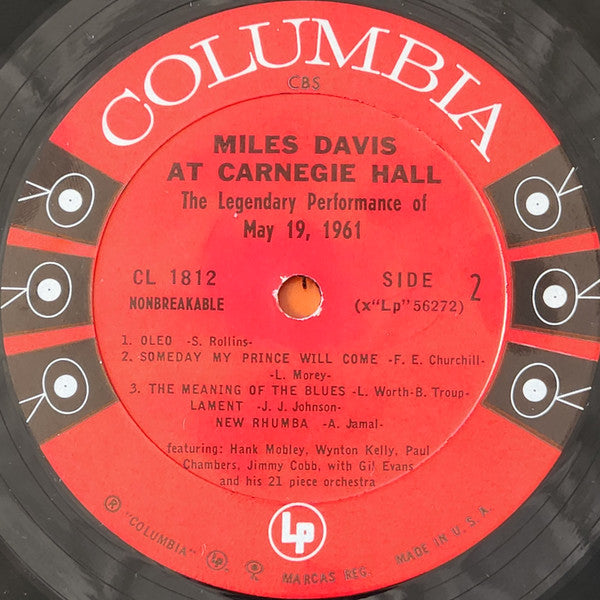 COLUMBIA
CBS
MILES DAVIS
AT CARNEGIE HALL
The Legendary Performance of
May 19, 1961
CL 1812
NONBREAKABLE
SIDE 2
(x"Lp" 56272)
1. OLEO -S. Rollins-
2. SOMEDAY MY PRINCE WILL COME -F. E. Churchill-
-L. Morey-
3. THE MEANING OF THE BLUES -L. Worth-B. Troup-
LAMENT -J. J. Johnson-
NEW RHUMBA -A. Jamal-
featuring: Hank Mobley, Wynton Kelly, Paul
Chambers, Jimmy Cobb, with Gil Evans
and his 21 piece orchestra
® "COLUMBIA"
Lp
MARCAS REG.
MADE IN U. S. A.